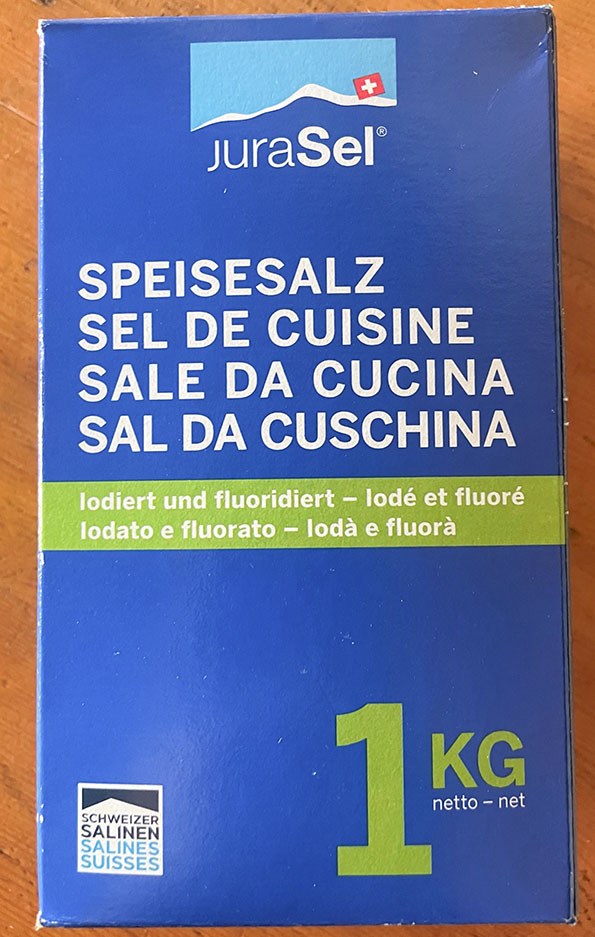 JuraSel®
SPEISESALZ
SEL DE CUISINE
SALE DA CUCINA
SAL DA CUSCHINA
Iodiert und fluoridiert – Iodé et fluoré
Iodato e fluorato – Iodà e fluorà
1 KG
netto – net
SCHWEIZER
SALINEN
SALINES
SUISSES